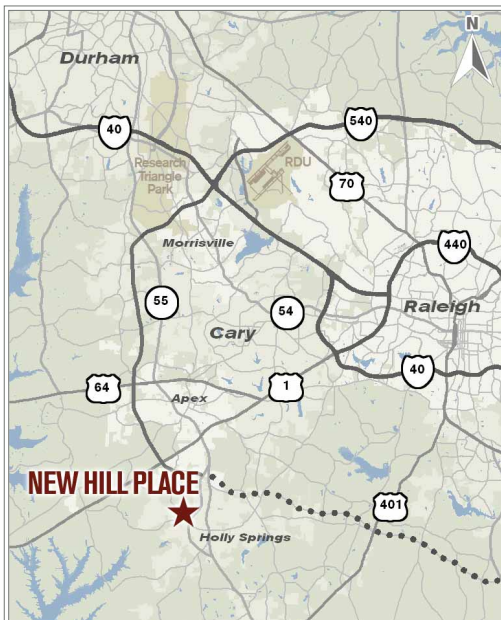 N
Durham
540
40
Research
Triangle
Park
RDU
70
Morrisville
440
55
54
Raleigh
Cary
40
64
1
Apex
NEW HILL PLACE
401
Holly Springs